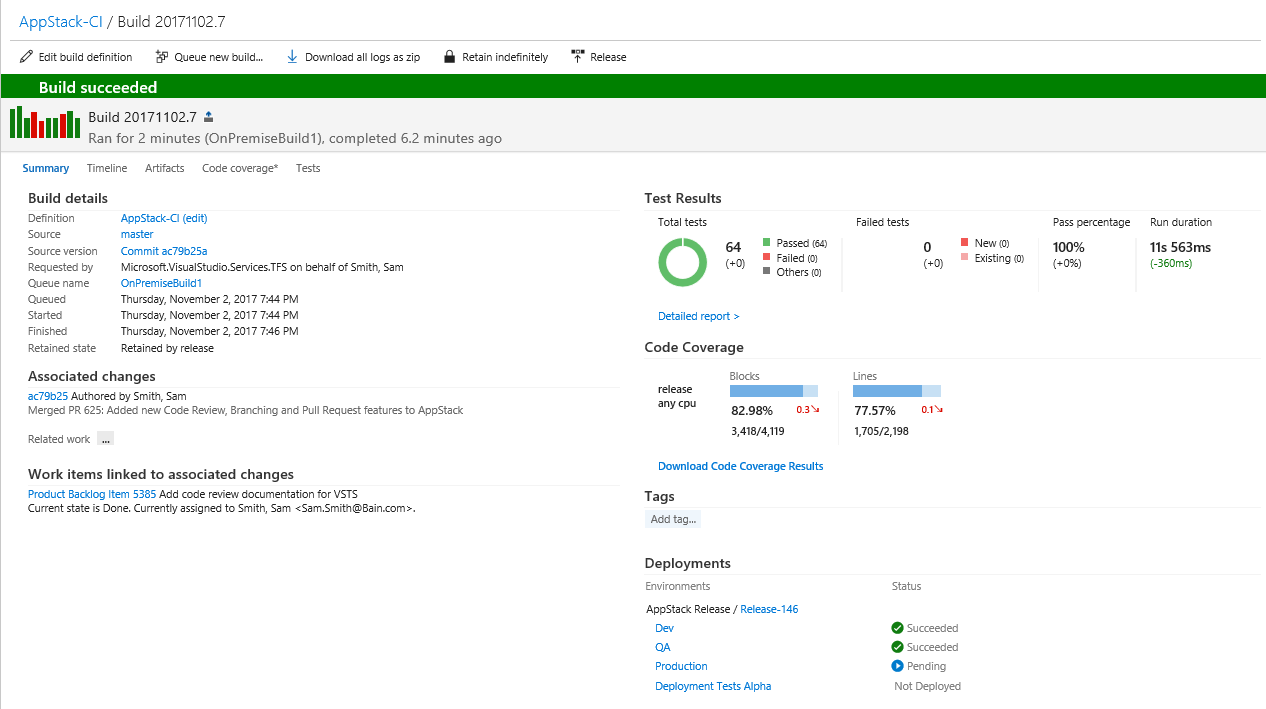 AppStack-CI / Build 20171102.7
Edit build definition
Queue new build...
Download all logs as zip
Retain indefinitely
Release
Build succeeded
Build 20171102.7
Ran for 2 minutes (OnPremiseBuild1), completed 6.2 minutes ago
Summary
Timeline
Artifacts
Code coverage*
Tests
Build details
Definition AppStack-CI (edit)
Source master
Source version Commit ac79b25a
Requested by Microsoft.VisualStudio.Services.TFS on behalf of Smith, Sam
Queue name OnPremiseBuild1
Queued Thursday, November 2, 2017 7:44 PM
Started Thursday, November 2, 2017 7:44 PM
Finished Thursday, November 2, 2017 7:46 PM
Retained state Retained by release
Associated changes
ac79b25 Authored by Smith, Sam
Merged PR 625: Added new Code Review, Branching and Pull Request features to AppStack
Related work ...
Work items linked to associated changes
Product Backlog Item 5385 Add code review documentation for VSTS
Current state is Done. Currently assigned to Smith, Sam <Sam.Smith@Bain.com>.
Test Results
Total tests
64
(+0)
Passed (64)
Failed (0)
Others (0)
Failed tests
0
(+0)
New (0)
Existing (0)
Pass percentage
100%
(+0%)
Run duration
11s 563ms
(-360ms)
Detailed report >
Code Coverage
release
any cpu
Blocks
82.98% 0.3
3,418/4,119
Lines
77.57% 0.1
1,705/2,198
Download Code Coverage Results
Tags
Add tag...
Deployments
Environments Status
AppStack Release / Release-146
Dev Succeeded
QA Succeeded
Production Pending
Deployment Tests Alpha Not Deployed